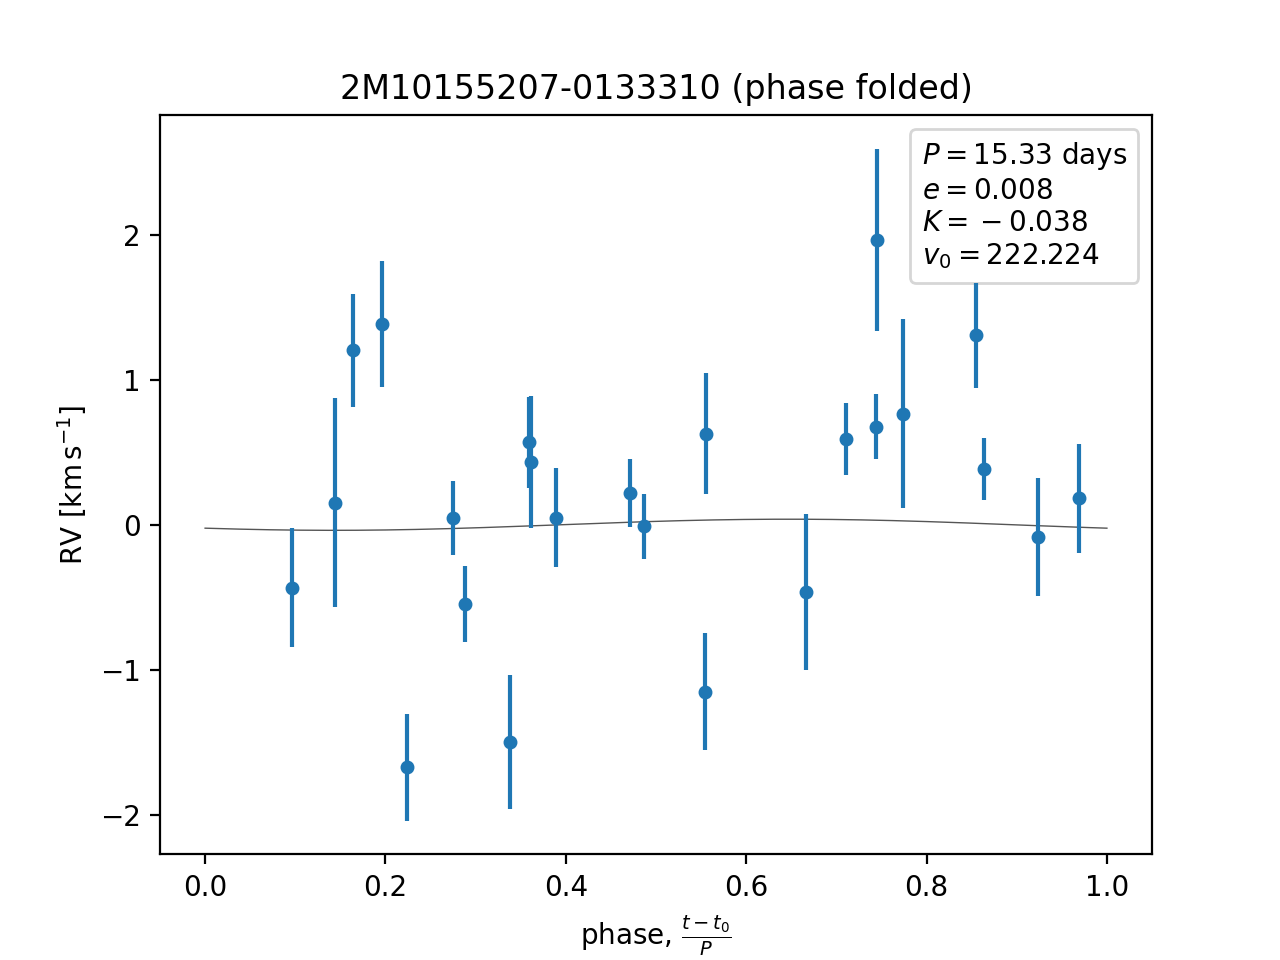 2M10155207-0133310 (phase folded)
P = 15.33 days
e = 0.008
K = −0.038
v₀ = 222.224
2
1
0
−1
−2
RV [km s⁻¹]
0.0 0.2 0.4 0.6 0.8 1.0
phase, (t − t₀)/P